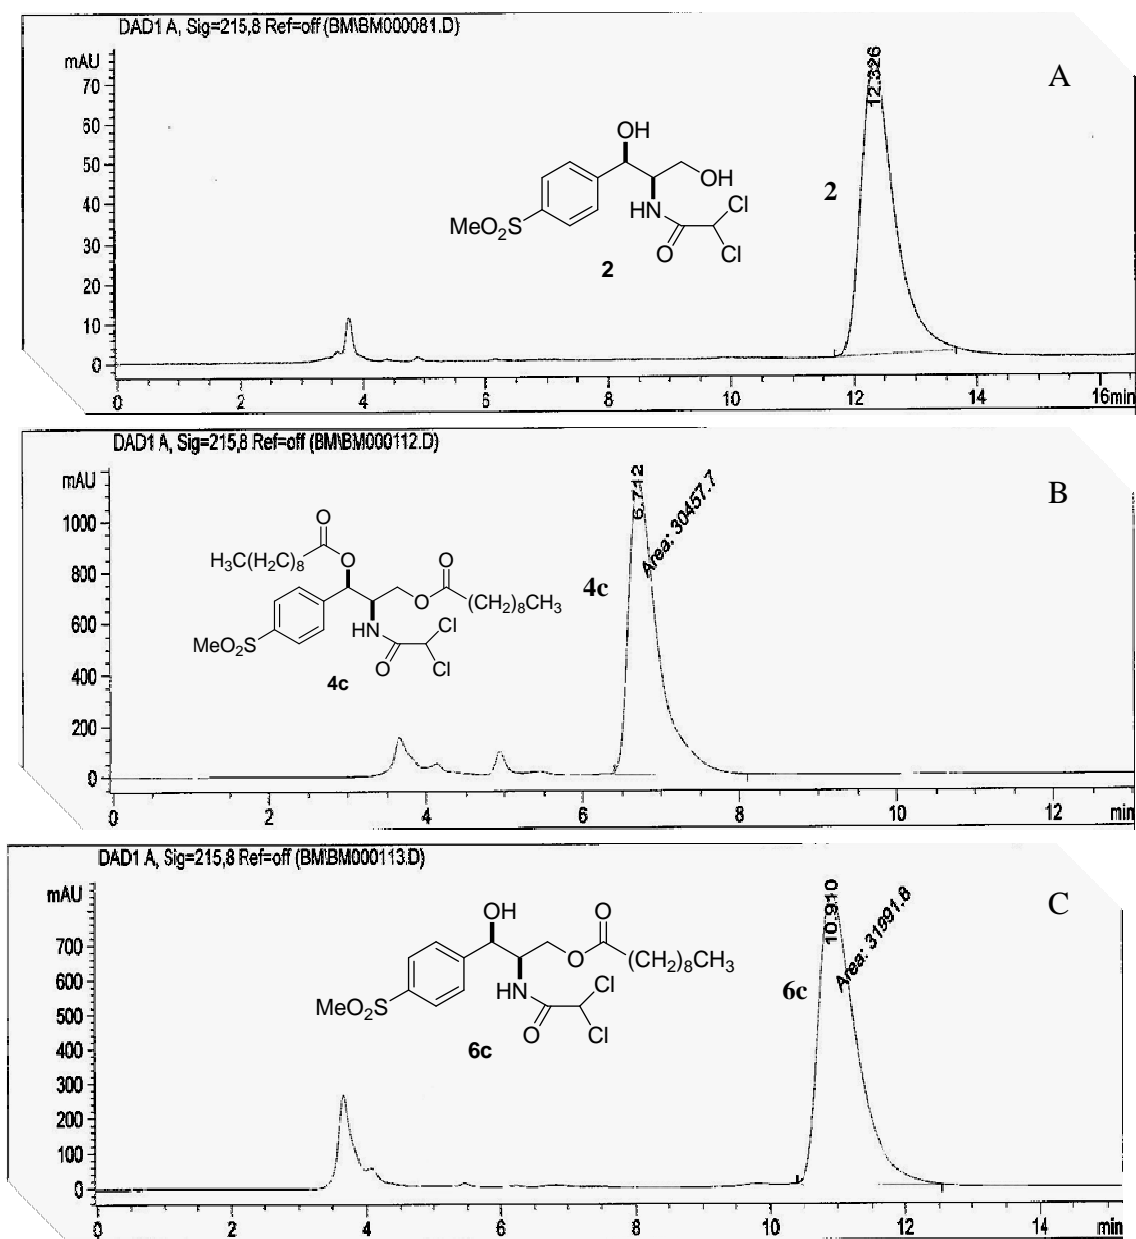 DAD1 A, Sig=215,8 Ref=off (BM\BM000081.D)
mAU
A
70
60
50
40
30
20
10
0
12.326
2
OH
OH
HN
Cl
MeO2S
O
Cl
2
0
2
4
6
8
10
12
14
16min
DAD1 A, Sig=215,8 Ref=off (BM\BM000112.D)
mAU
B
1000
800
600
400
200
0
6.712
Area: 30457.7
4c
O
H3C(H2C)8
O
O
O
(CH2)8CH3
HN
Cl
MeO2S
O
Cl
4c
0
2
4
6
8
10
12
min
DAD1 A, Sig=215,8 Ref=off (BM\BM000113.D)
mAU
C
700
600
500
400
300
200
100
0
10.910
Area: 31991.8
6c
OH
O
O
(CH2)8CH3
HN
Cl
MeO2S
O
Cl
6c
0
2
4
6
8
10
12
14
min